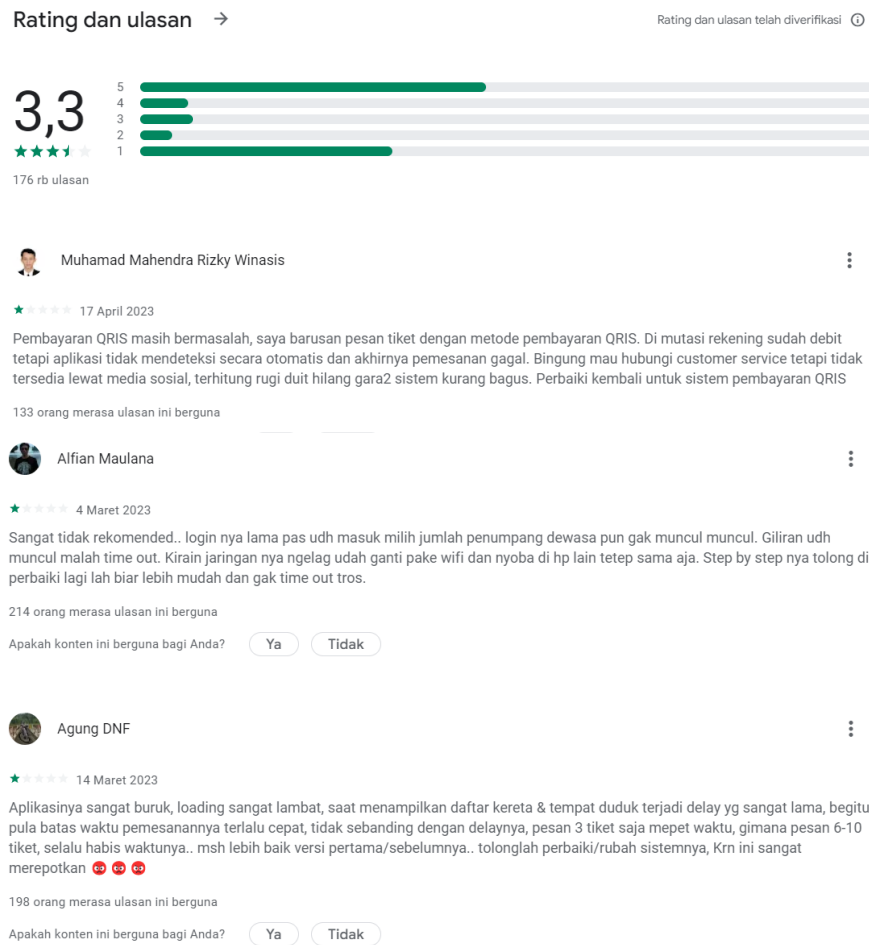 Rating dan ulasan
Rating dan ulasan telah diverifikasi
3,3
5
4
3
2
1
176 rb ulasan
Muhamad Mahendra Rizky Winasis
17 April 2023
Pembayaran QRIS masih bermasalah, saya barusan pesan tiket dengan metode pembayaran QRIS. Di mutasi rekening sudah debit
tetapi aplikasi tidak mendeteksi secara otomatis dan akhirnya pemesanan gagal. Bingung mau hubungi customer service tetapi tidak
tersedia lewat media sosial, terhitung rugi duit hilang gara2 sistem kurang bagus. Perbaiki kembali untuk sistem pembayaran QRIS
133 orang merasa ulasan ini berguna
Alfian Maulana
4 Maret 2023
Sangat tidak rekomended.. login nya lama pas udh masuk milih jumlah penumpang dewasa pun gak muncul muncul. Giliran udh
muncul malah time out. Kirain jaringan nya ngelag udah ganti pake wifi dan nyoba di hp lain tetep sama aja. Step by step nya tolong di
perbaiki lagi lah biar lebih mudah dan gak time out tros.
214 orang merasa ulasan ini berguna
Apakah konten ini berguna bagi Anda? Ya Tidak
Agung DNF
14 Maret 2023
Aplikasinya sangat buruk, loading sangat lambat, saat menampilkan daftar kereta & tempat duduk terjadi delay yg sangat lama, begitu
pula batas waktu pemesanannya terlalu cepat, tidak sebanding dengan delaynya, pesan 3 tiket saja mepet waktu, gimana pesan 6-10
tiket, selalu habis waktunya.. msh lebih baik versi pertama/sebelumnya.. tolonglah perbaiki/rubah sistemnya, Krn ini sangat
merepotkan
198 orang merasa ulasan ini berguna
Apakah konten ini berguna bagi Anda? Ya Tidak